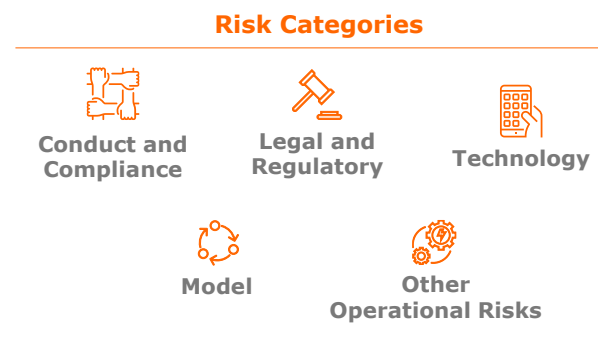 Risk Categories
Conduct and
Compliance
Legal and
Regulatory
Technology
Model
Other
Operational Risks